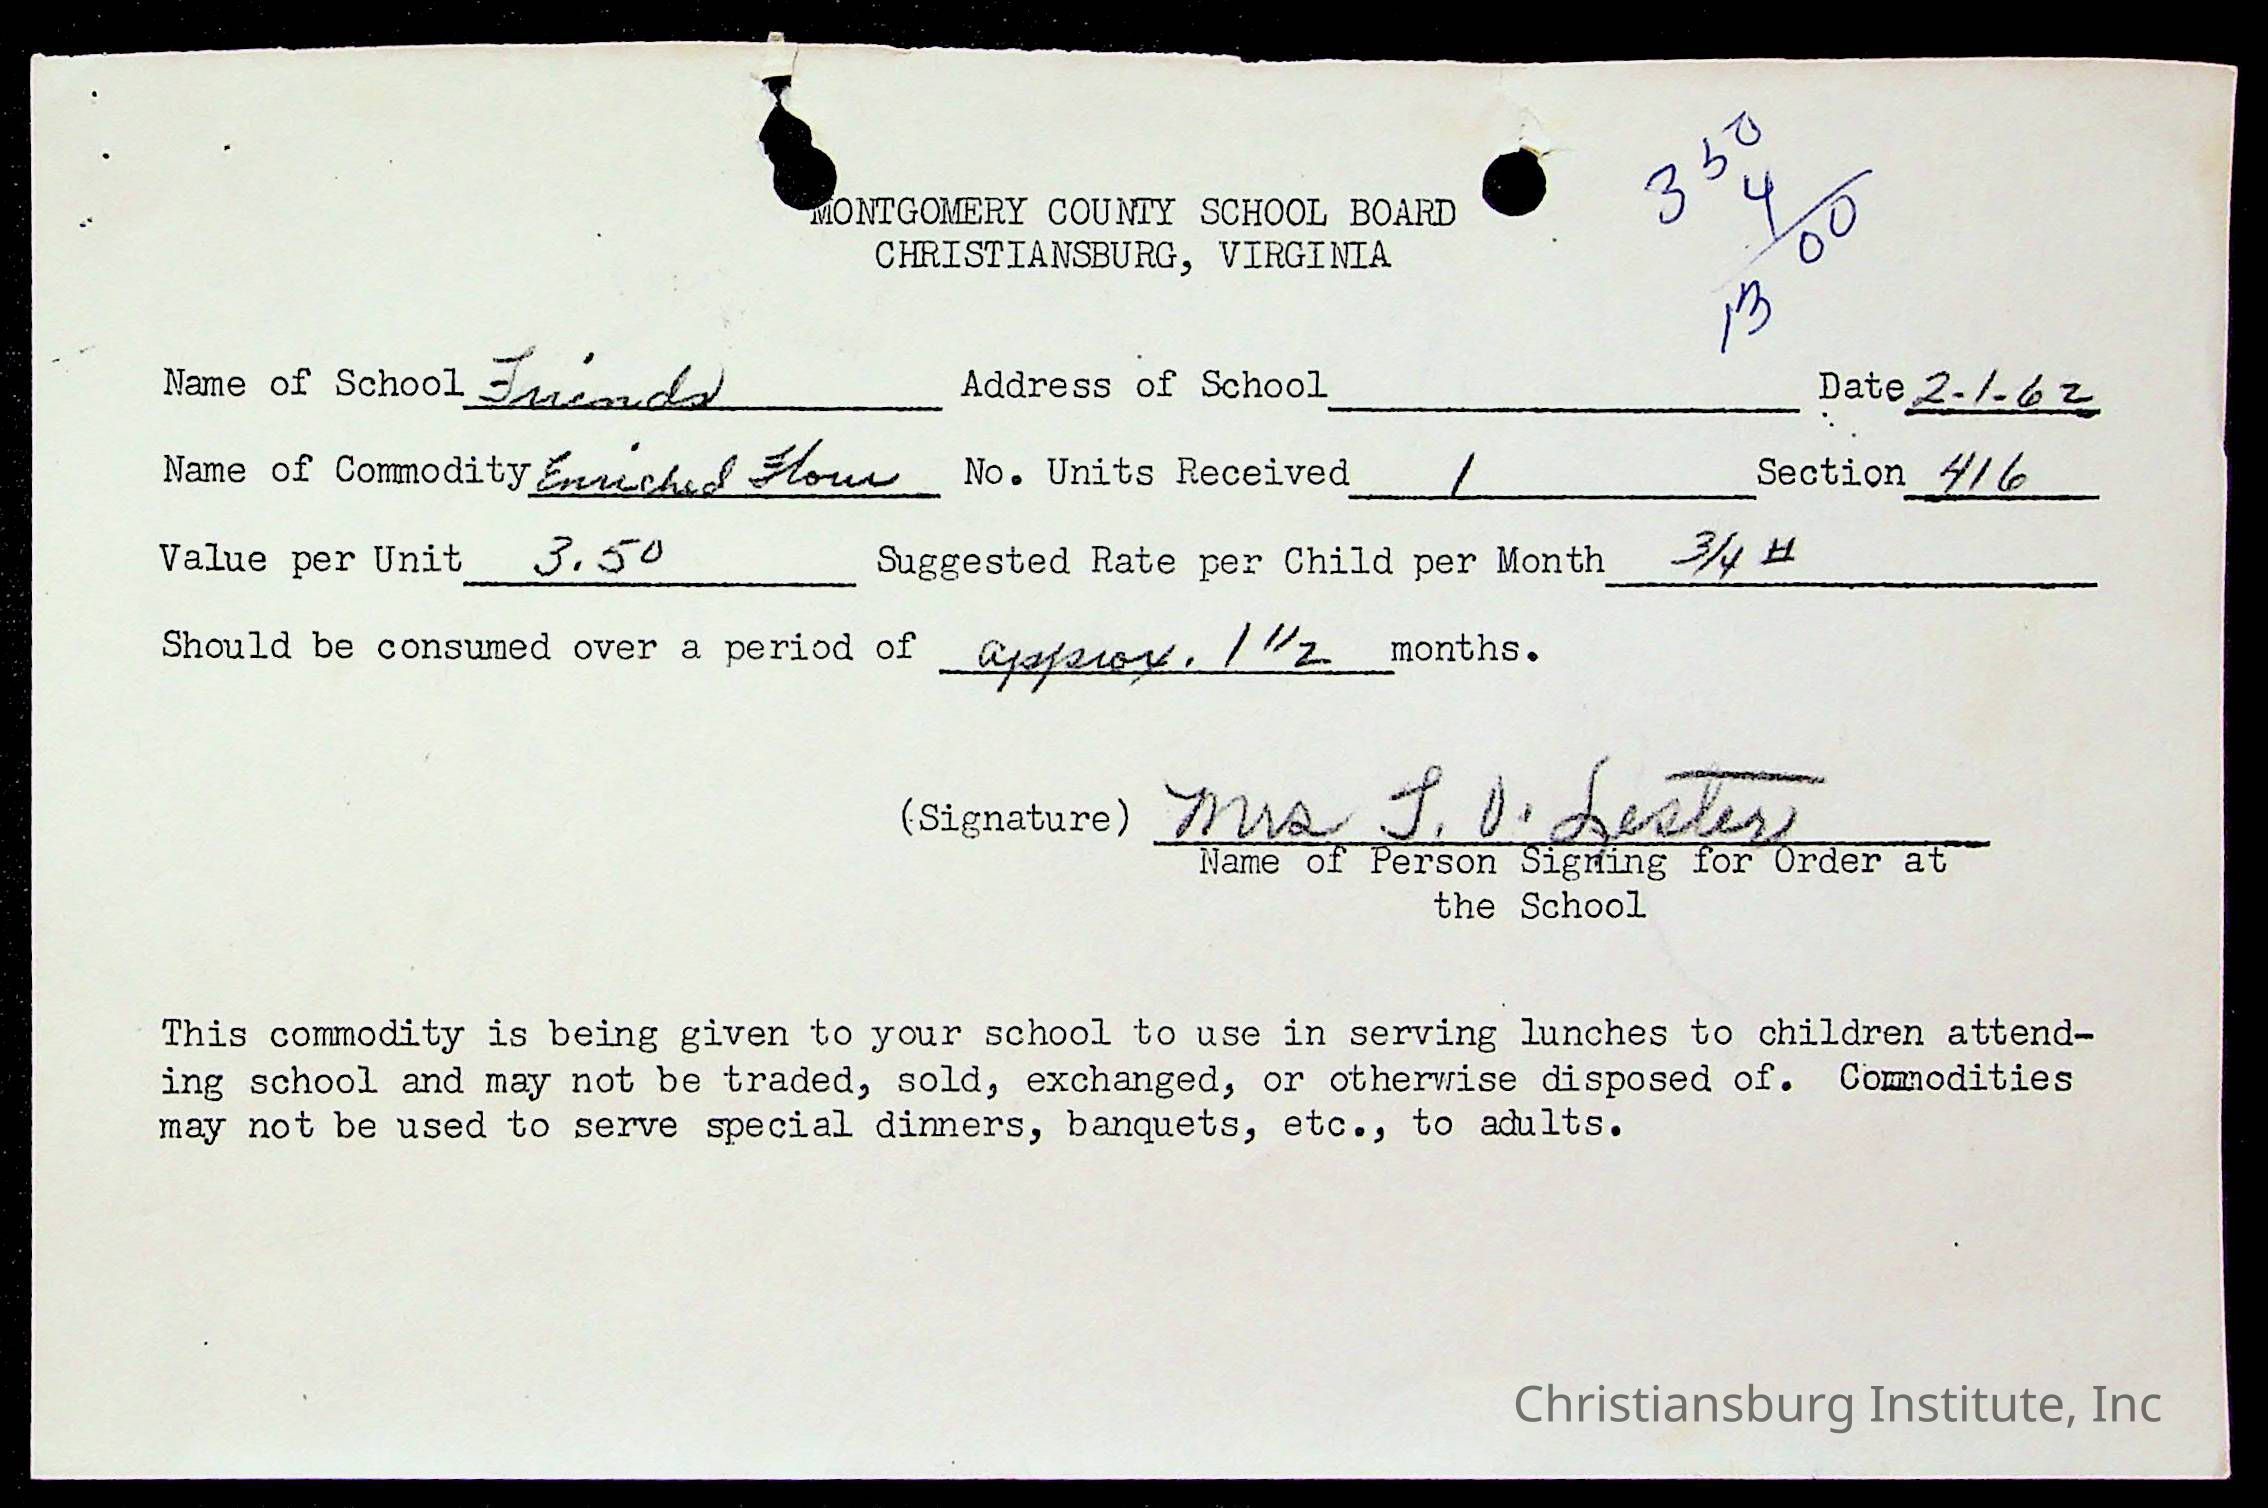 3 50
4
13 00
MONTGOMERY COUNTY SCHOOL BOARD
CHRISTIANSBURG, VIRGINIA
Name of School Friends Address of School Date 2-1-62
Name of Commodity Enriched Flour No. Units Received 1 Section 416
Value per Unit 3.50 Suggested Rate per Child per Month 3/4 #
Should be consumed over a period of approx. 1 1/2 months.
(Signature) Mrs Lester
Name of Person Signing for Order at
the School
This commodity is being given to your school to use in serving lunches to children attend-
ing school and may not be traded, sold, exchanged, or otherwise disposed of. Commodities
may not be used to serve special dinners, banquets, etc., to adults.
Christiansburg Institute, Inc